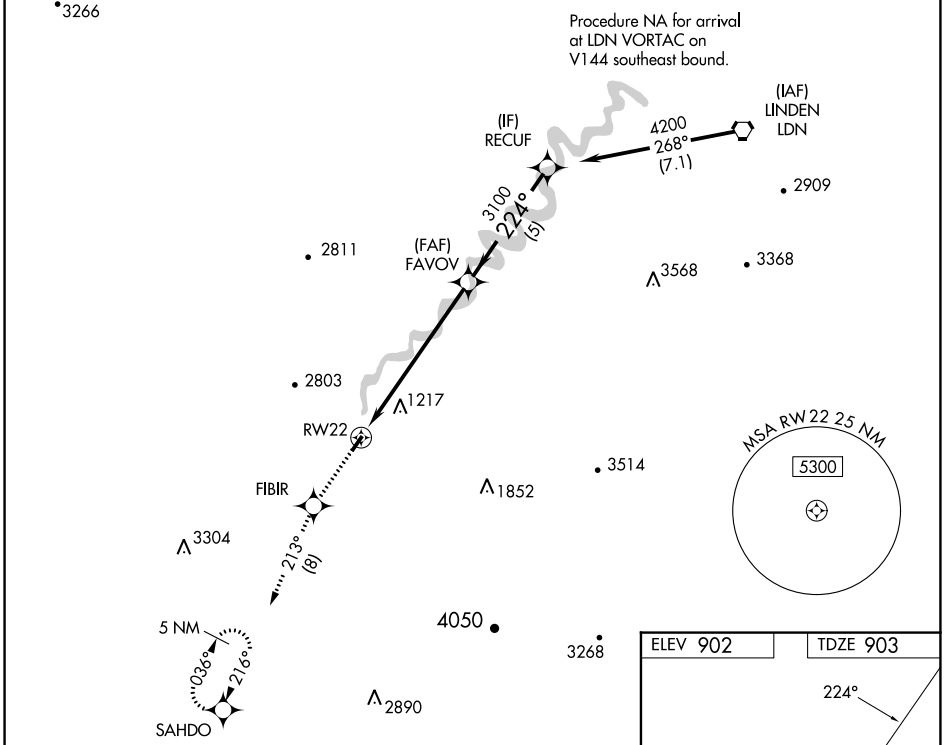 3266
Procedure NA for arrival
at LDN VORTAC on
V144 southeast bound.
(IAF)
LINDEN
LDN
(IF)
RECUF
4200
268°
(7.1)
2909
3100
224°
(5)
2811
(FAF)
FAVOV
3568
3368
2803
1217
RW22
MSA RW22 25 NM
5300
3514
1852
FIBIR
3304
213°
(8)
4050
5 NM
036°
216°
3268
ELEV 902
TDZE 903
224°
2890
SAHDO